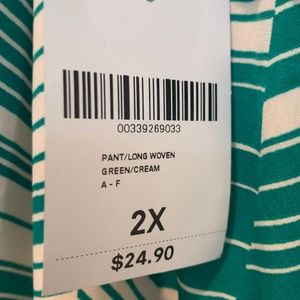 00339269033
PANT/LONG WOVEN
GREEN/CREAM
A - F
2X
$24.90